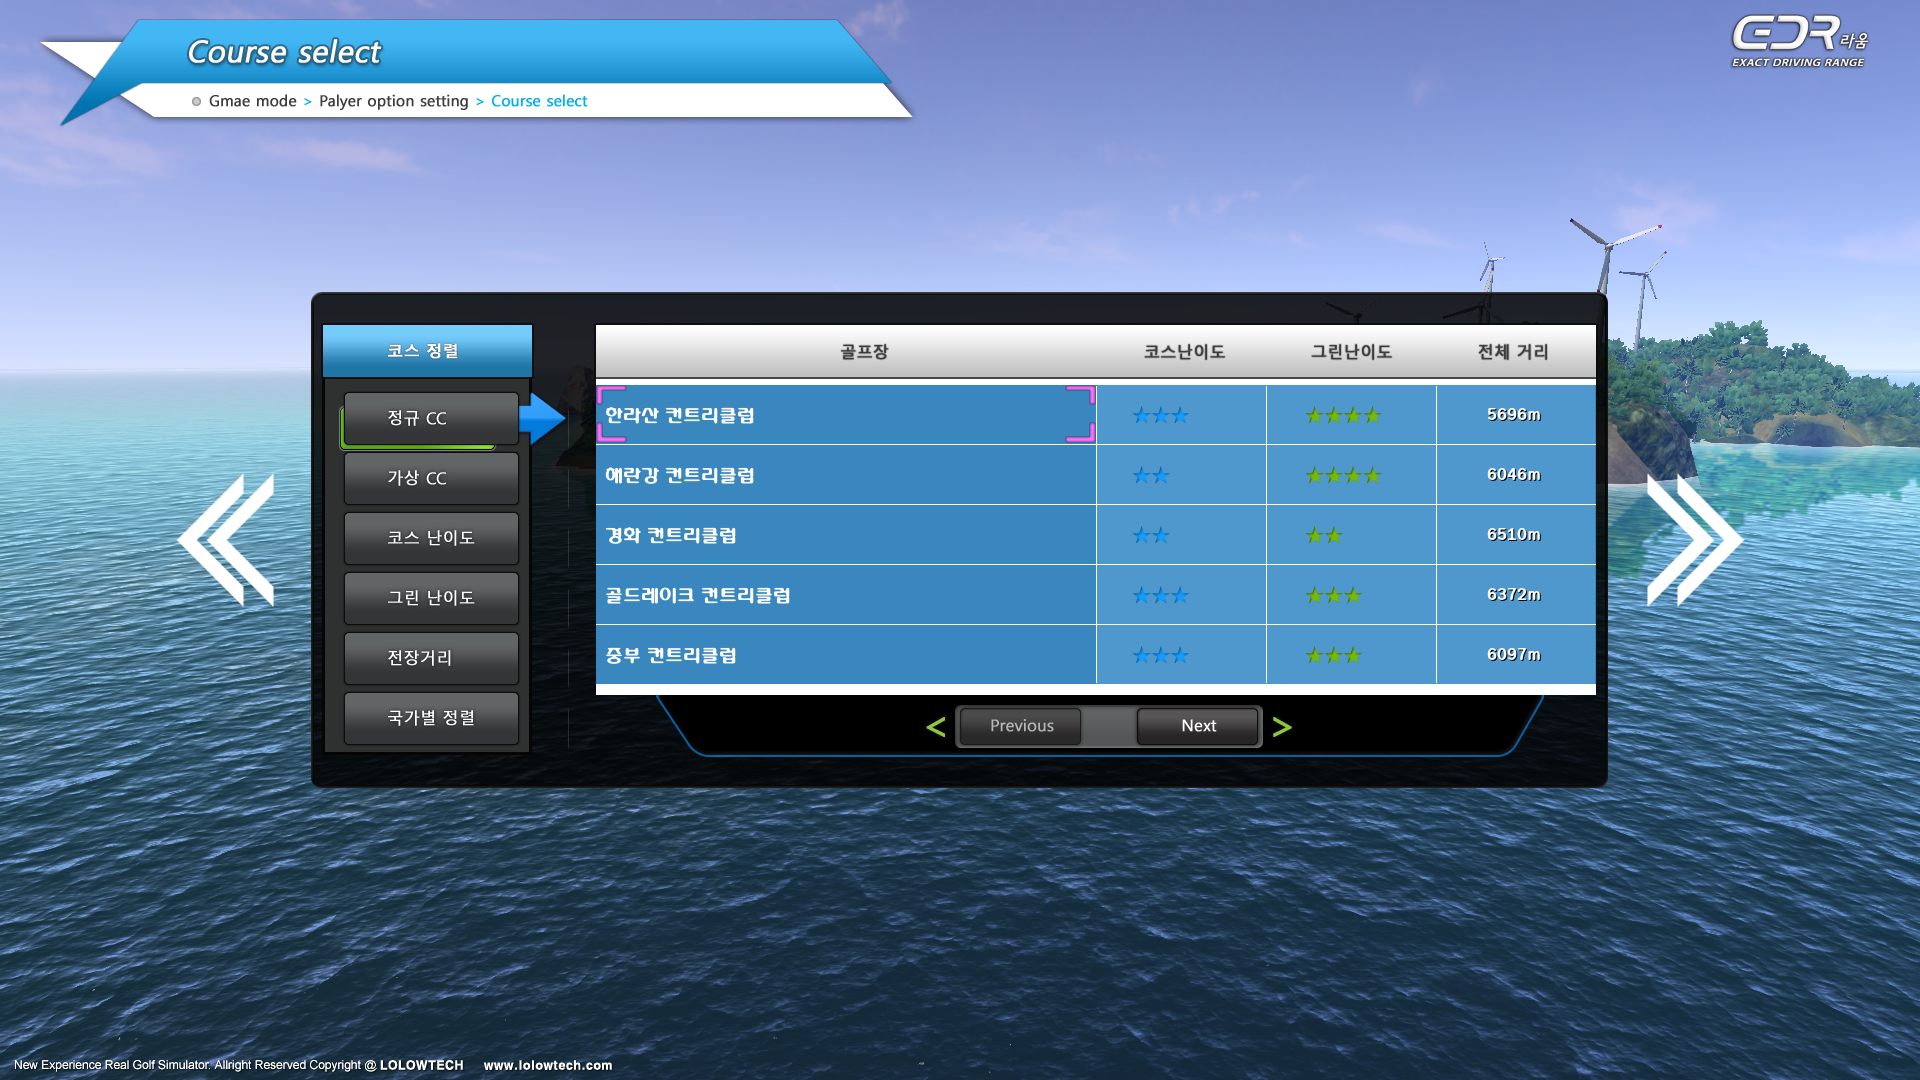 Course select
Gmae mode > Palyer option setting > Course select
GDR 라움
EXACT DRIVING RANGE
코스 정렬
정규 CC
가상 CC
코스 난이도
그린 난이도
전장거리
국가별 정렬
골프장 코스난이도 그린난이도 전체 거리
한라산 컨트리클럽 ★★★ ★★★★ 5696m
해란강 컨트리클럽 ★★ ★★★★ 6046m
경화 컨트리클럽 ★★ ★★ 6510m
골드레이크 컨트리클럽 ★★★ ★★★ 6372m
중부 컨트리클럽 ★★★ ★★★ 6097m
< Previous Next >
New Experience Real Golf Simulator. Allright Reserved Copyright @ LOLOWTECH www.lolowtech.com